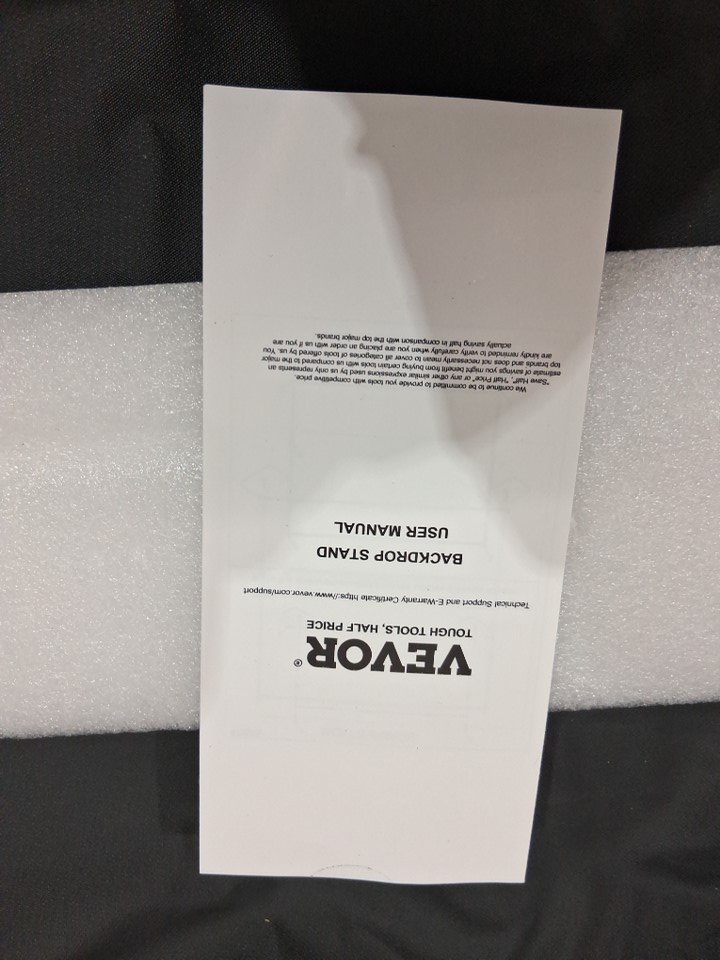 VEVOR®
TOUGH TOOLS, HALF PRICE
Technical Support and E-Warranty Certificate https://www.vevor.com/support
BACKDROP STAND
USER MANUAL
We continue to be committed to provide you tools with competitive price.
"Save Half", "Half Price" or any other similar expressions used by us only represents an
estimate of savings you might benefit from buying certain tools with us compared to the major
top brands and does not necessarily mean to cover all categories of tools offered by us. You
are kindly reminded to verify carefully when you are placing an order with us if you are
actually saving half in comparison with the top major brands.